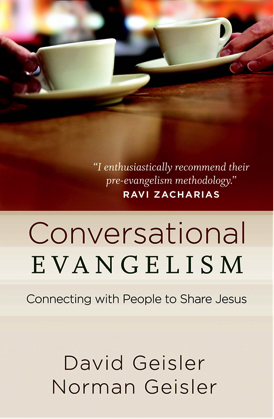 “I enthusiastically recommend their
pre-evangelism methodology.”
RAVI ZACHARIAS
Conversational
EVANGELISM
Connecting with People to Share Jesus
David Geisler
Norman Geisler